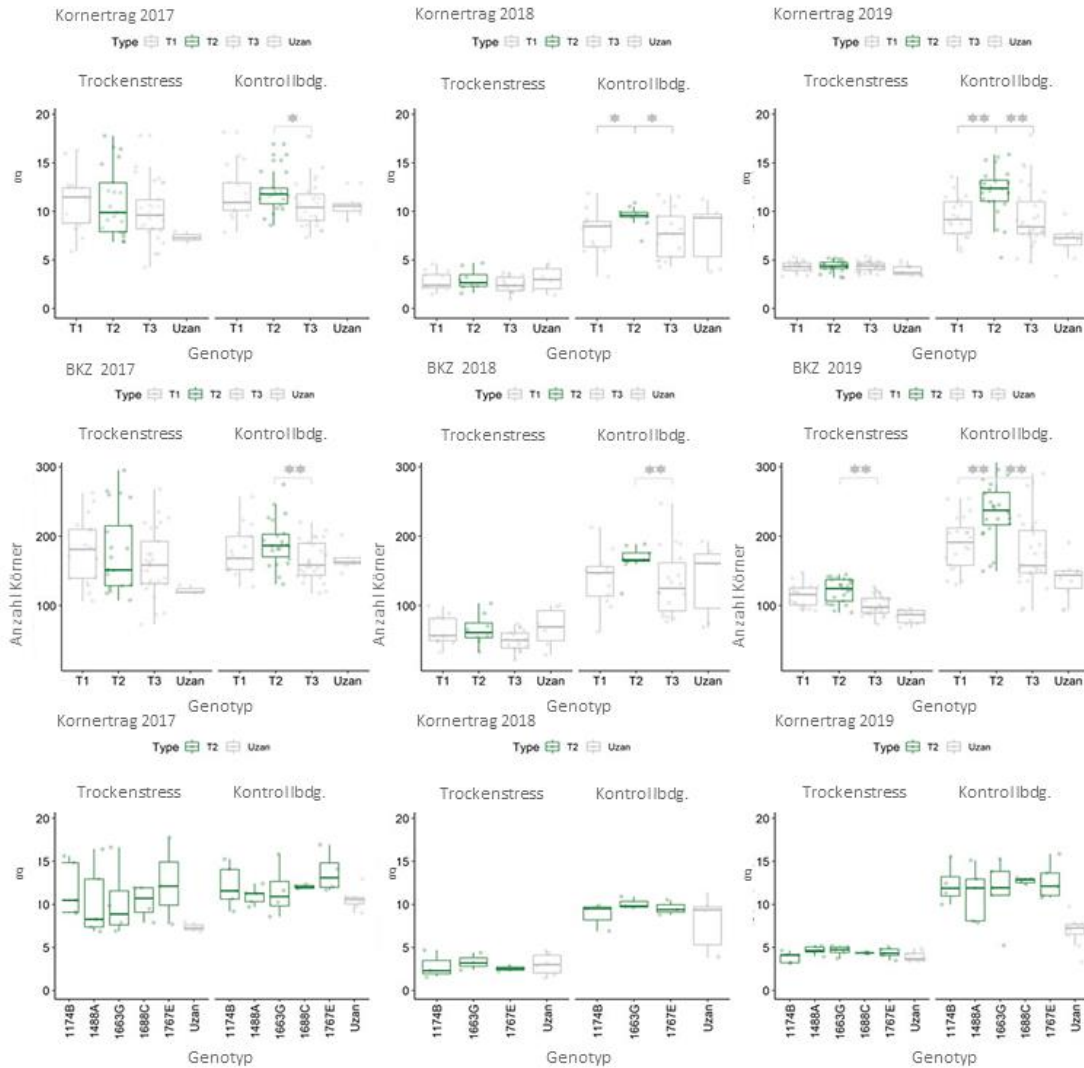 Kornertrag 2017
Type T1 T2 T3 Uzan
Trockenstress Kontrollbdg.
20
15
10
5
0
*
T1 T2 T3 Uzan T1 T2 T3 Uzan
Genotyp
Kornertrag 2018
Type T1 T2 T3 Uzan
Trockenstress Kontrollbdg.
20
15
10
5
0
* *
T1 T2 T3 Uzan T1 T2 T3 Uzan
Genotyp
Kornertrag 2019
Type T1 T2 T3 Uzan
Trockenstress Kontrollbdg.
20
15
10
5
0
** **
T1 T2 T3 Uzan T1 T2 T3 Uzan
Genotyp
BKZ 2017
Type T1 T2 T3 Uzan
Trockenstress Kontrollbdg.
Anzahl Körner
300
200
100
**
T1 T2 T3 Uzan T1 T2 T3 Uzan
Genotyp
BKZ 2018
Type T1 T2 T3 Uzan
Trockenstress Kontrollbdg.
Anzahl Körner
300
200
100
**
T1 T2 T3 Uzan T1 T2 T3 Uzan
Genotyp
BKZ 2019
Type T1 T2 T3 Uzan
Trockenstress Kontrollbdg.
Anzahl Körner
300
200
100
** ** **
T1 T2 T3 Uzan T1 T2 T3 Uzan
Genotyp
Kornertrag 2017
Type T2 Uzan
Trockenstress Kontrollbdg.
20
15
10
5
0
1174B 1488A 1663G 1688C 1767E Uzan 1174B 1488A 1663G 1688C 1767E Uzan
Genotyp
Kornertrag 2018
Type T2 Uzan
Trockenstress Kontrollbdg.
20
15
10
5
0
1174B 1663G 1767E Uzan 1174B 1663G 1767E Uzan
Genotyp
Kornertrag 2019
Type T2 Uzan
Trockenstress Kontrollbdg.
20
15
10
5
0
1174B 1488A 1663G 1688C 1767E Uzan 1174B 1488A 1663G 1688C 1767E Uzan
Genotyp